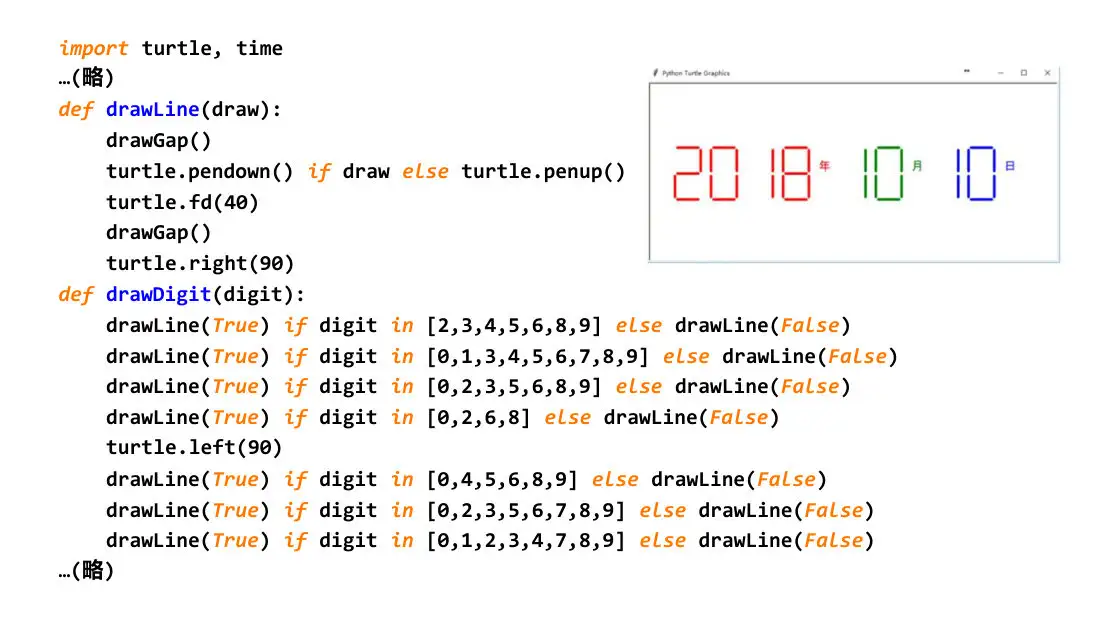 import turtle, time
…(略)
def drawLine(draw):
    drawGap()
    turtle.pendown() if draw else turtle.penup()
    turtle.fd(40)
    drawGap()
    turtle.right(90)
def drawDigit(digit):
    drawLine(True) if digit in [2,3,4,5,6,8,9] else drawLine(False)
    drawLine(True) if digit in [0,1,3,4,5,6,7,8,9] else drawLine(False)
    drawLine(True) if digit in [0,2,3,5,6,8,9] else drawLine(False)
    drawLine(True) if digit in [0,2,6,8] else drawLine(False)
    turtle.left(90)
    drawLine(True) if digit in [0,4,5,6,8,9] else drawLine(False)
    drawLine(True) if digit in [0,2,3,5,6,7,8,9] else drawLine(False)
    drawLine(True) if digit in [0,1,2,3,4,7,8,9] else drawLine(False)
…(略)
Python Turtle Graphics
2018年 10月 10日